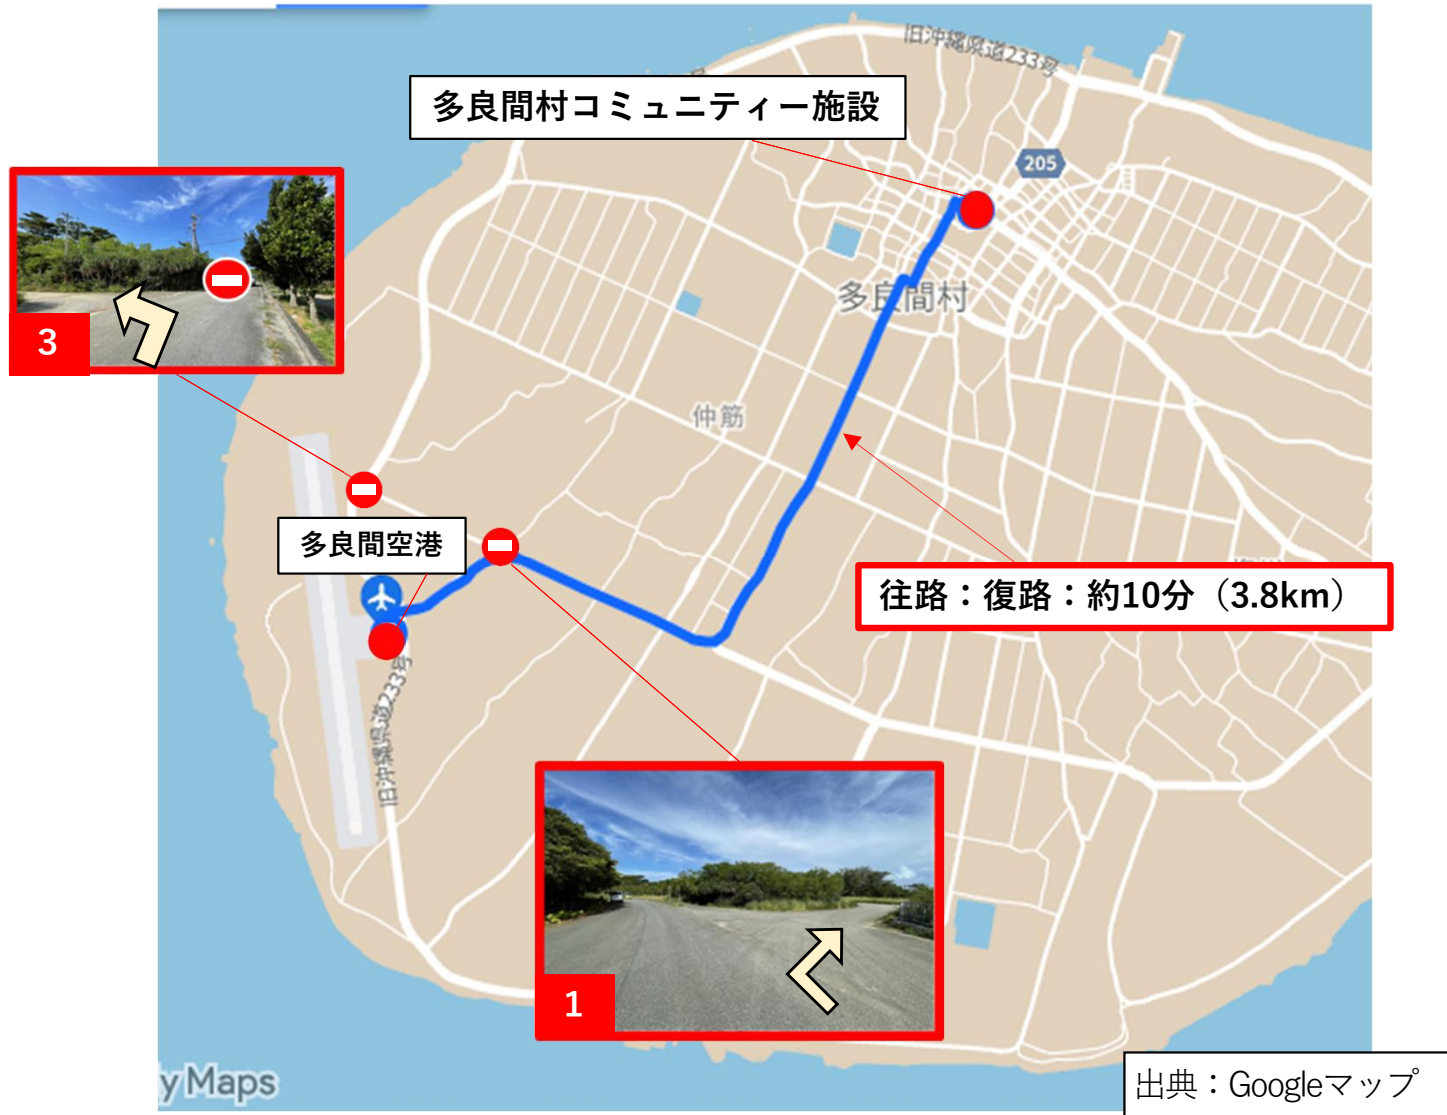 旧沖縄県道233号
多良間村コミュニティー施設
205
3
多良間村
仲筋
多良間空港
往路：復路：約10分（3.8km）
旧沖縄県道233号
1
y Maps
出典：Googleマップ